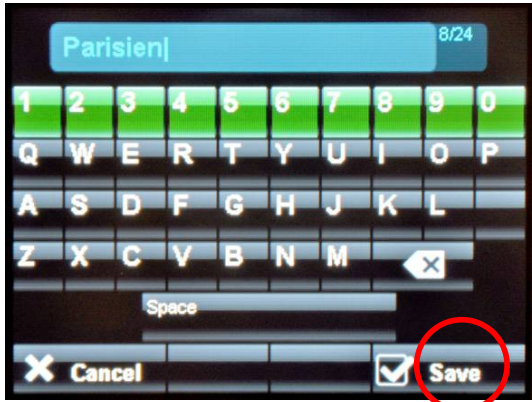 Parisien
8/24
1 2 3 4 5 6 7 8 9 0
Q W E R T Y U I O P
A S D F G H J K L
Z X C V B N M
Space
Cancel Save